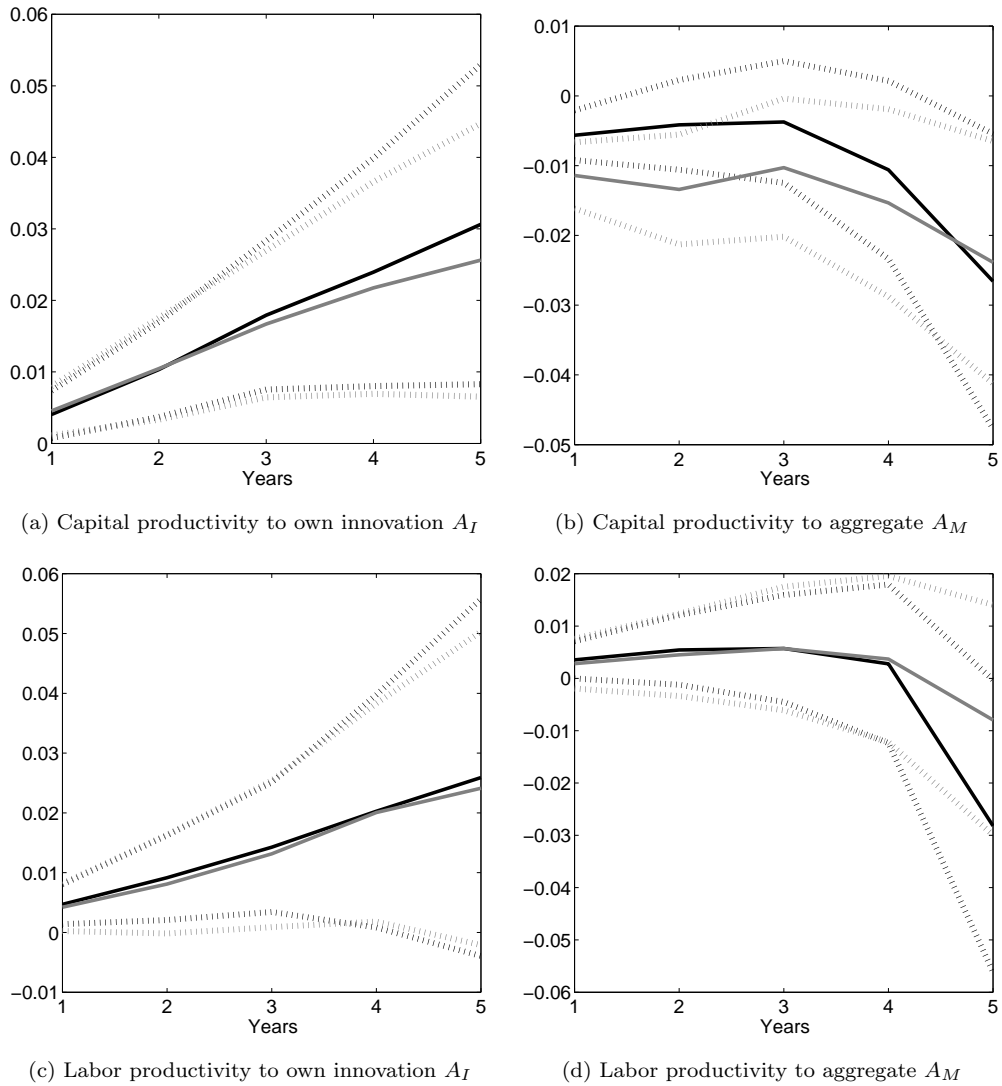 0.06
0.05
0.04
0.03
0.02
0.01
0
1 2 3 4 5
Years
(a) Capital productivity to own innovation A_I
0.01
0
−0.01
−0.02
−0.03
−0.04
−0.05
1 2 3 4 5
Years
(b) Capital productivity to aggregate A_M
0.06
0.05
0.04
0.03
0.02
0.01
0
−0.01
1 2 3 4 5
Years
(c) Labor productivity to own innovation A_I
0.02
0.01
0
−0.01
−0.02
−0.03
−0.04
−0.05
−0.06
1 2 3 4 5
Years
(d) Labor productivity to aggregate A_M